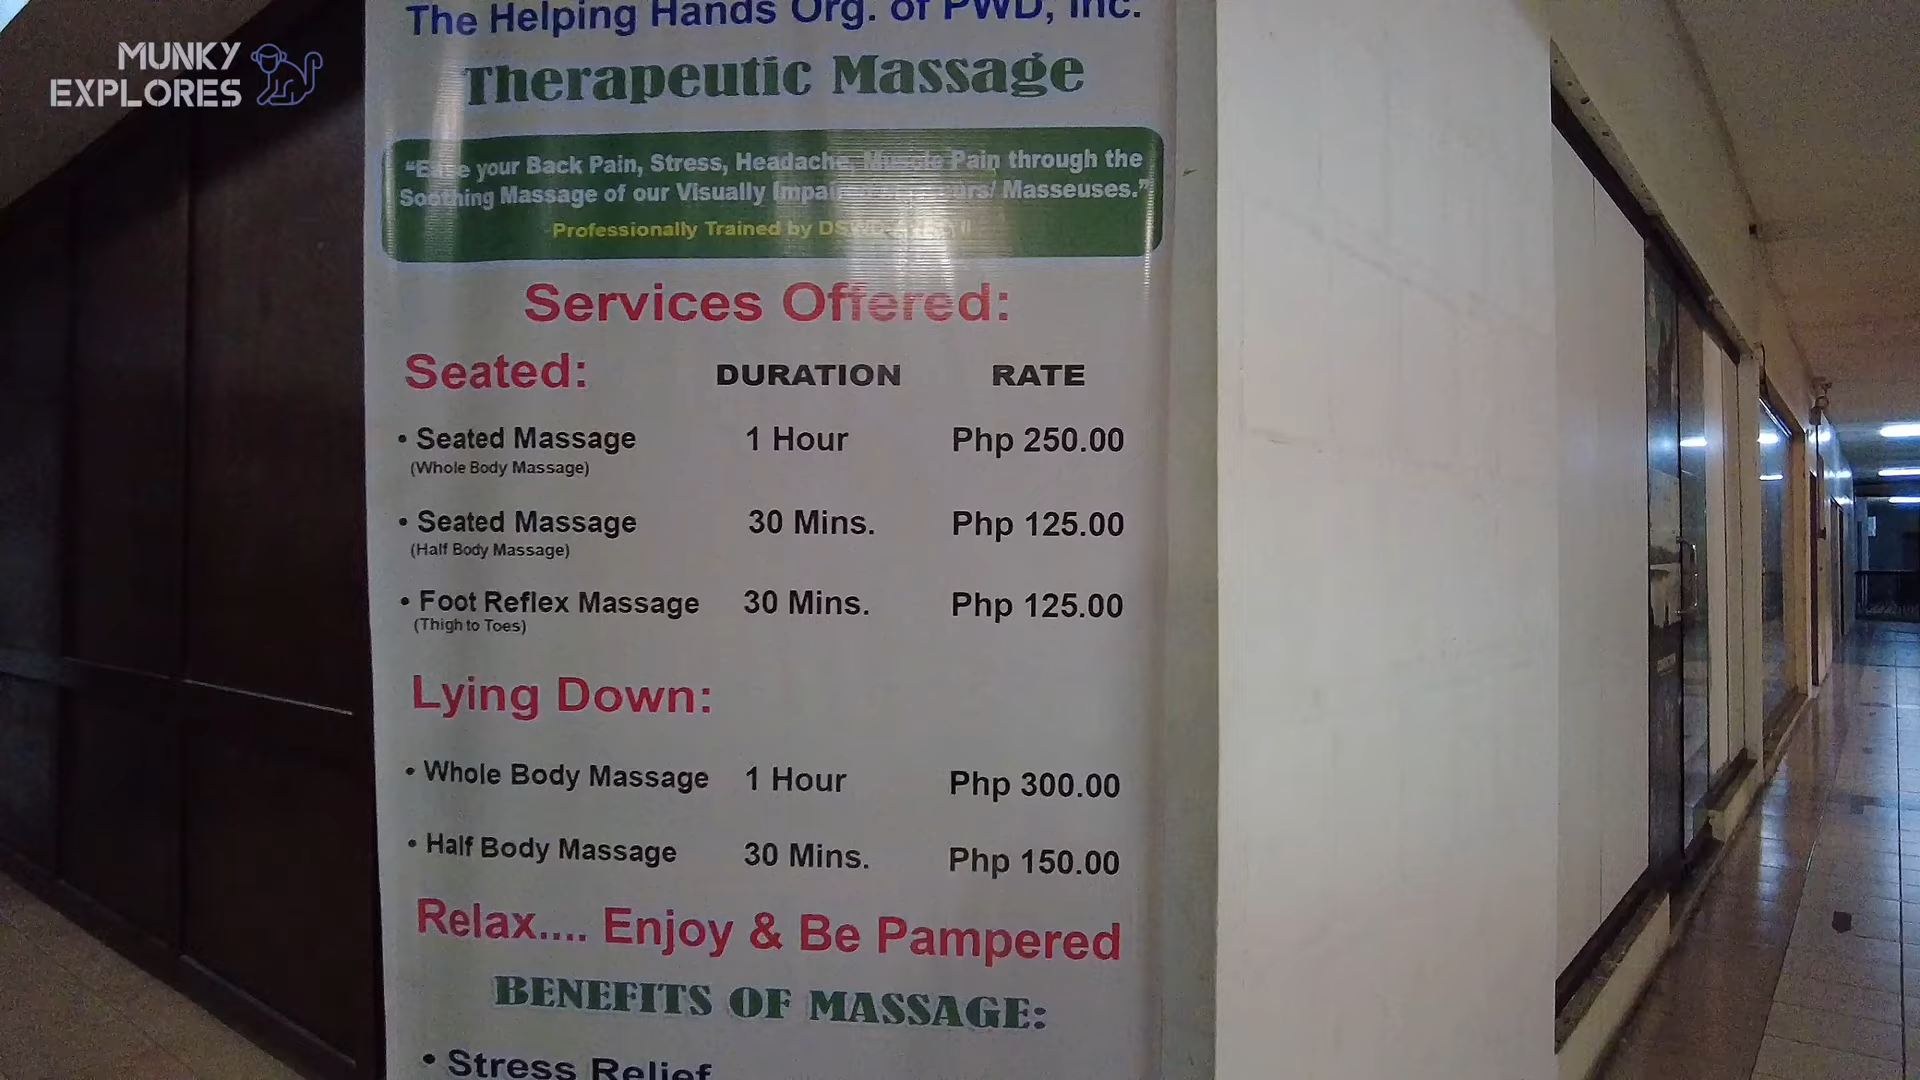 MUNKY
EXPLORES
The Helping Hands Org. of PWD, Inc.
Therapeutic Massage
"Ease your Back Pain, Stress, Headache, Muscle Pain through the
Soothing Massage of our Visually Masseuses."
Professionally Trained by
Services Offered:
Seated: DURATION RATE
• Seated Massage 1 Hour Php 250.00
(Whole Body Massage)
• Seated Massage 30 Mins. Php 125.00
(Half Body Massage)
• Foot Reflex Massage 30 Mins. Php 125.00
(Thigh to Toes)
Lying Down:
• Whole Body Massage 1 Hour Php 300.00
• Half Body Massage 30 Mins. Php 150.00
Relax.... Enjoy & Be Pampered
BENEFITS OF MASSAGE:
• Stress Relief